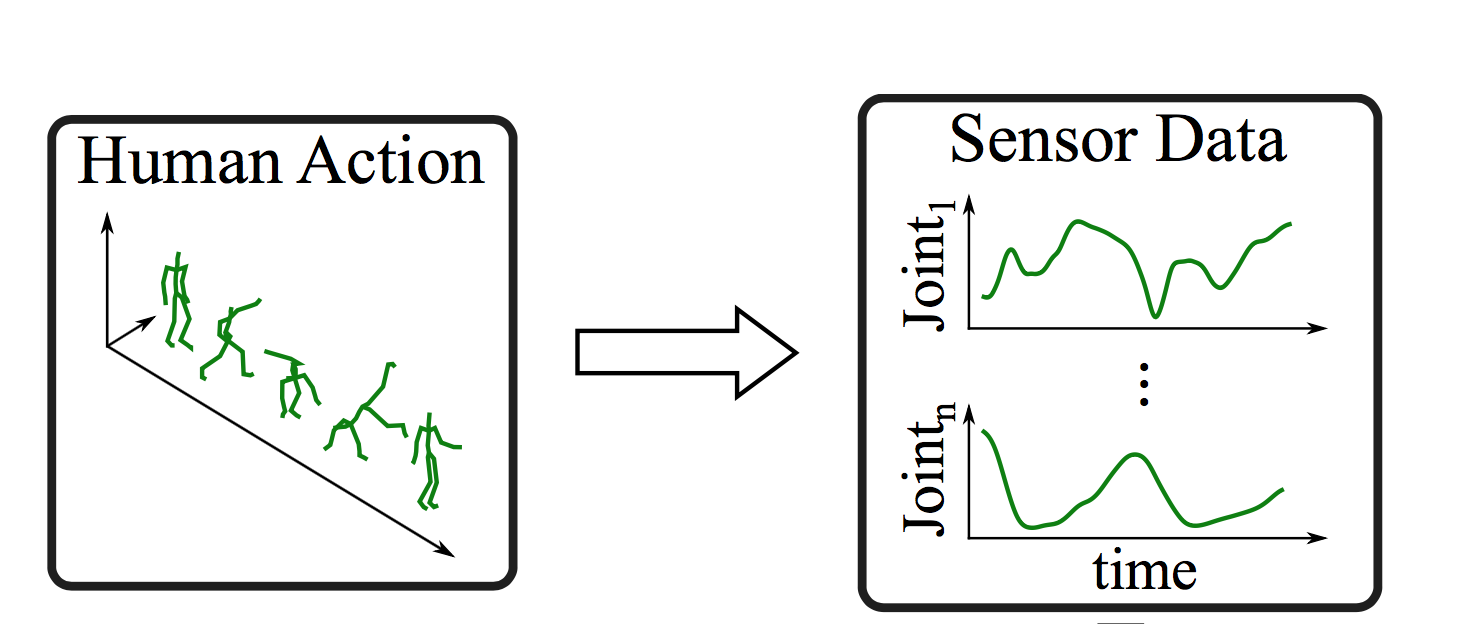 Human Action
Sensor Data
Joint1
⋮
Jointn
time